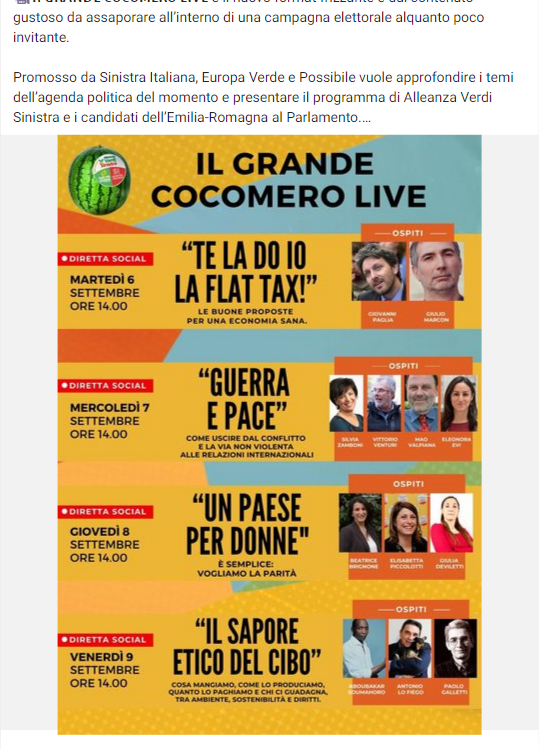 IL GRANDE COCOMERO LIVE è il nuovo format frizzante e dal contenuto
gustoso da assaporare all’interno di una campagna elettorale alquanto poco
invitante.
Promosso da Sinistra Italiana, Europa Verde e Possibile vuole approfondire i temi
dell’agenda politica del momento e presentare il programma di Alleanza Verdi
Sinistra e i candidati dell’Emilia-Romagna al Parlamento.…
IL GRANDE
COCOMERO LIVE
OSPITI
DIRETTA SOCIAL
MARTEDÌ 6
SETTEMBRE
ORE 14.00
“TE LA DO IO
LA FLAT TAX!”
LE BUONE PROPOSTE
PER UNA ECONOMIA SANA.
GIOVANNI
PAGLIA
GIULIO
MARCON
OSPITI
DIRETTA SOCIAL
MERCOLEDÌ 7
SETTEMBRE
ORE 14.00
“GUERRA
E PACE”
COME USCIRE DAL CONFLITTO
E LA VIA NON VIOLENTA
ALLE RELAZIONI INTERNAZIONALI
SILVIA
ZAMBONI
VITTORIO
VENTURI
MAO
VALPIANA
ELEONORA
EVI
OSPITI
DIRETTA SOCIAL
GIOVEDÌ 8
SETTEMBRE
ORE 14.00
“UN PAESE
PER DONNE"
È SEMPLICE:
VOGLIAMO LA PARITÀ
BEATRICE
BRIGNONE
ELISABETTA
PICCOLOTTI
GIULIA
DEVILETTI
OSPITI
DIRETTA SOCIAL
VENERDÌ 9
SETTEMBRE
ORE 14.00
“IL SAPORE
ETICO DEL CIBO”
COSA MANGIAMO, COME LO PRODUCIAMO,
QUANTO LO PAGHIAMO E CHI CI GUADAGNA,
TRA AMBIENTE, SOSTENIBILITÀ E DIRITTI.
ABOUBAKAR
SOUMAHORO
ANTONIO
LO FIEGO
PAOLO
GALLETTI